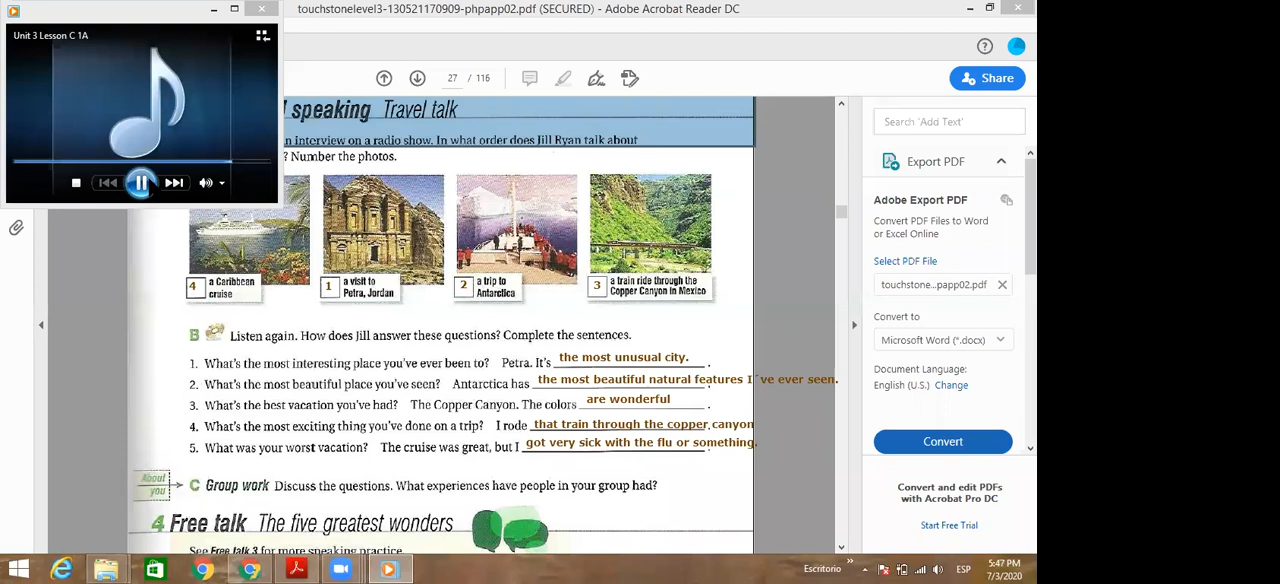 touchstonelevel3-130521170909-phpapp02.pdf (SECURED) - Adobe Acrobat Reader DC
Unit 3 Lesson C 1A
27 / 116
Share
speaking Travel talk
n interview on a radio show. In what order does Jill Ryan talk about
? Number the photos.
4 a Caribbean cruise
1 a visit to Petra, Jordan
2 a trip to Antarctica
3 a train ride through the Copper Canyon in Mexico
B Listen again. How does Jill answer these questions? Complete the sentences.
1. What's the most interesting place you've ever been to? Petra. It's the most unusual city. .
2. What's the most beautiful place you've seen? Antarctica has the most beautiful natural features I´ve ever seen. .
3. What's the best vacation you've had? The Copper Canyon. The colors are wonderful .
4. What's the most exciting thing you've done on a trip? I rode that train through the copper canyon .
5. What was your worst vacation? The cruise was great, but I got very sick with the flu or something. .
About you
C Group work Discuss the questions. What experiences have people in your group had?
4 Free talk The five greatest wonders
See Free talk 3 for more speaking practice.
Search 'Add Text'
Export PDF
Adobe Export PDF
Convert PDF Files to Word
or Excel Online
Select PDF File
touchstone...papp02.pdf
Convert to
Microsoft Word (*.docx)
Document Language:
English (U.S.) Change
Convert
Convert and edit PDFs
with Acrobat Pro DC
Start Free Trial
Escritorio
ESP
5:47 PM
7/3/2020